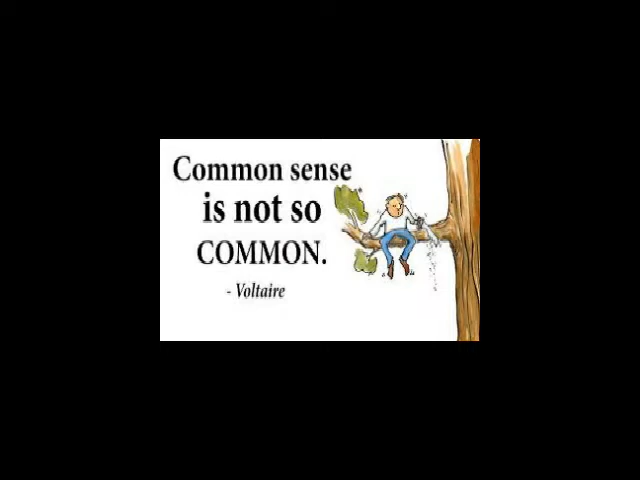 Common sense
is not so
COMMON.
- Voltaire